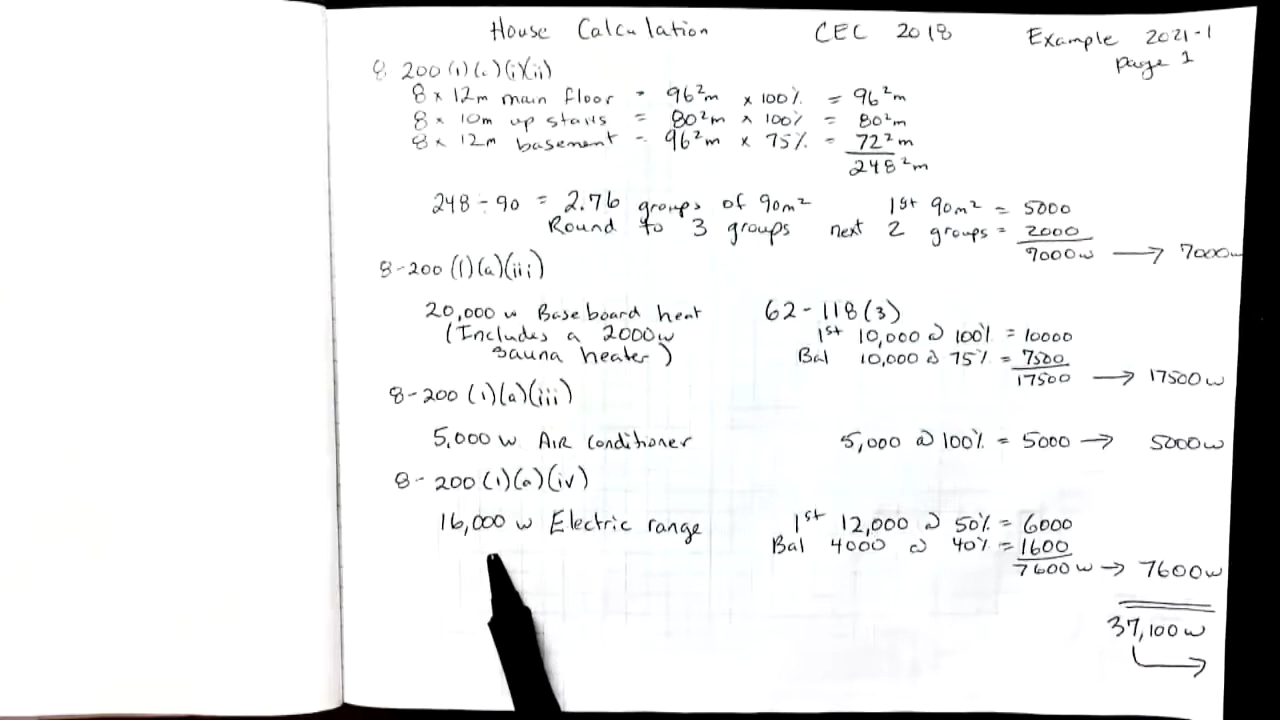 House Calculation CEC 2018 Example 2021-1
page 1
8 200 (1)(a)(i)(ii)
8 x 12m main floor = 96²m x 100% = 96²m
8 x 10m up stairs = 80²m x 100% = 80²m
8 x 12m basement = 96²m x 75% = 72²m
248²m
248 ÷ 90 = 2.76 groups of 90m² 1st 90m² = 5000
Round to 3 groups next 2 groups = 2000
7000w → 7000w
8-200 (1)(a)(iii)
20,000 w Baseboard heat 62-118(3)
(Includes a 2000w 1st 10,000 @ 100% = 10000
sauna heater) Bal 10,000 @ 75% = 7500
17500 → 17500w
8-200 (1)(a)(iii)
5,000 w Air conditioner 5,000 @ 100% = 5000 → 5000w
8-200 (1)(a)(iv)
16,000 w Electric range 1st 12,000 @ 50% = 6000
Bal 4000 @ 40% = 1600
7600w → 7600w
37,100w